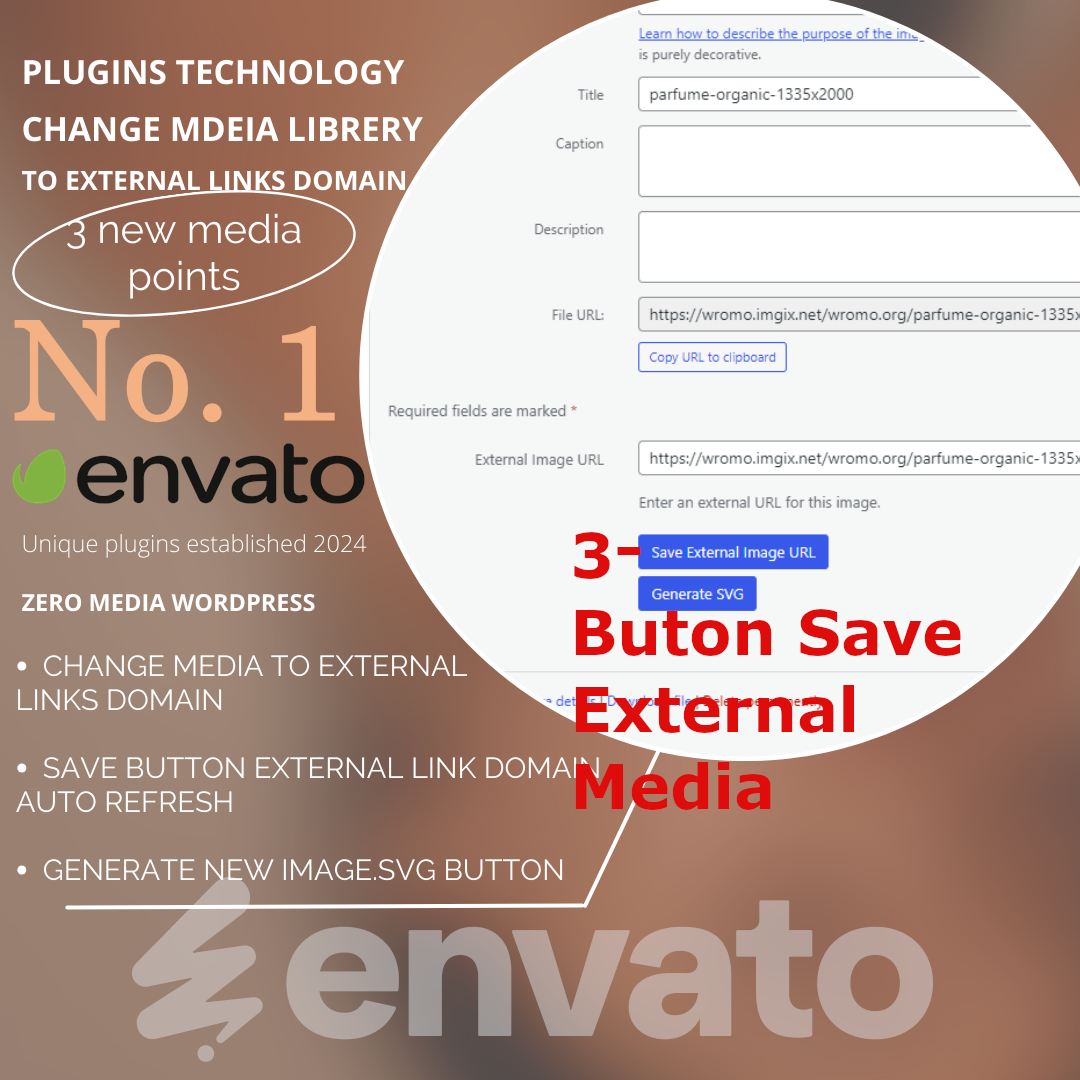 PLUGINS TECHNOLOGY
CHANGE MDEIA LIBRERY
TO EXTERNAL LINKS DOMAIN
3 new media
points
No. 1
envato
Unique plugins established 2024
ZERO MEDIA WORDPRESS
• CHANGE MEDIA TO EXTERNAL
LINKS DOMAIN
• SAVE BUTTON EXTERNAL LINK DOMAIN
AUTO REFRESH
• GENERATE NEW IMAGE.SVG BUTTON
Learn how to describe the purpose of the
is purely decorative.
Title
parfume-organic-1335x2000
Caption
Description
File URL:
https://wromo.imgix.net/wromo.org/parfume-organic-1335x
Copy URL to clipboard
Required fields are marked *
External Image URL
https://wromo.imgix.net/wromo.org/parfume-organic-1335x
Enter an external URL for this image.
Save External Image URL
Generate SVG
3-
Buton Save
External
Media
details | Download file | Delete permanently
envato